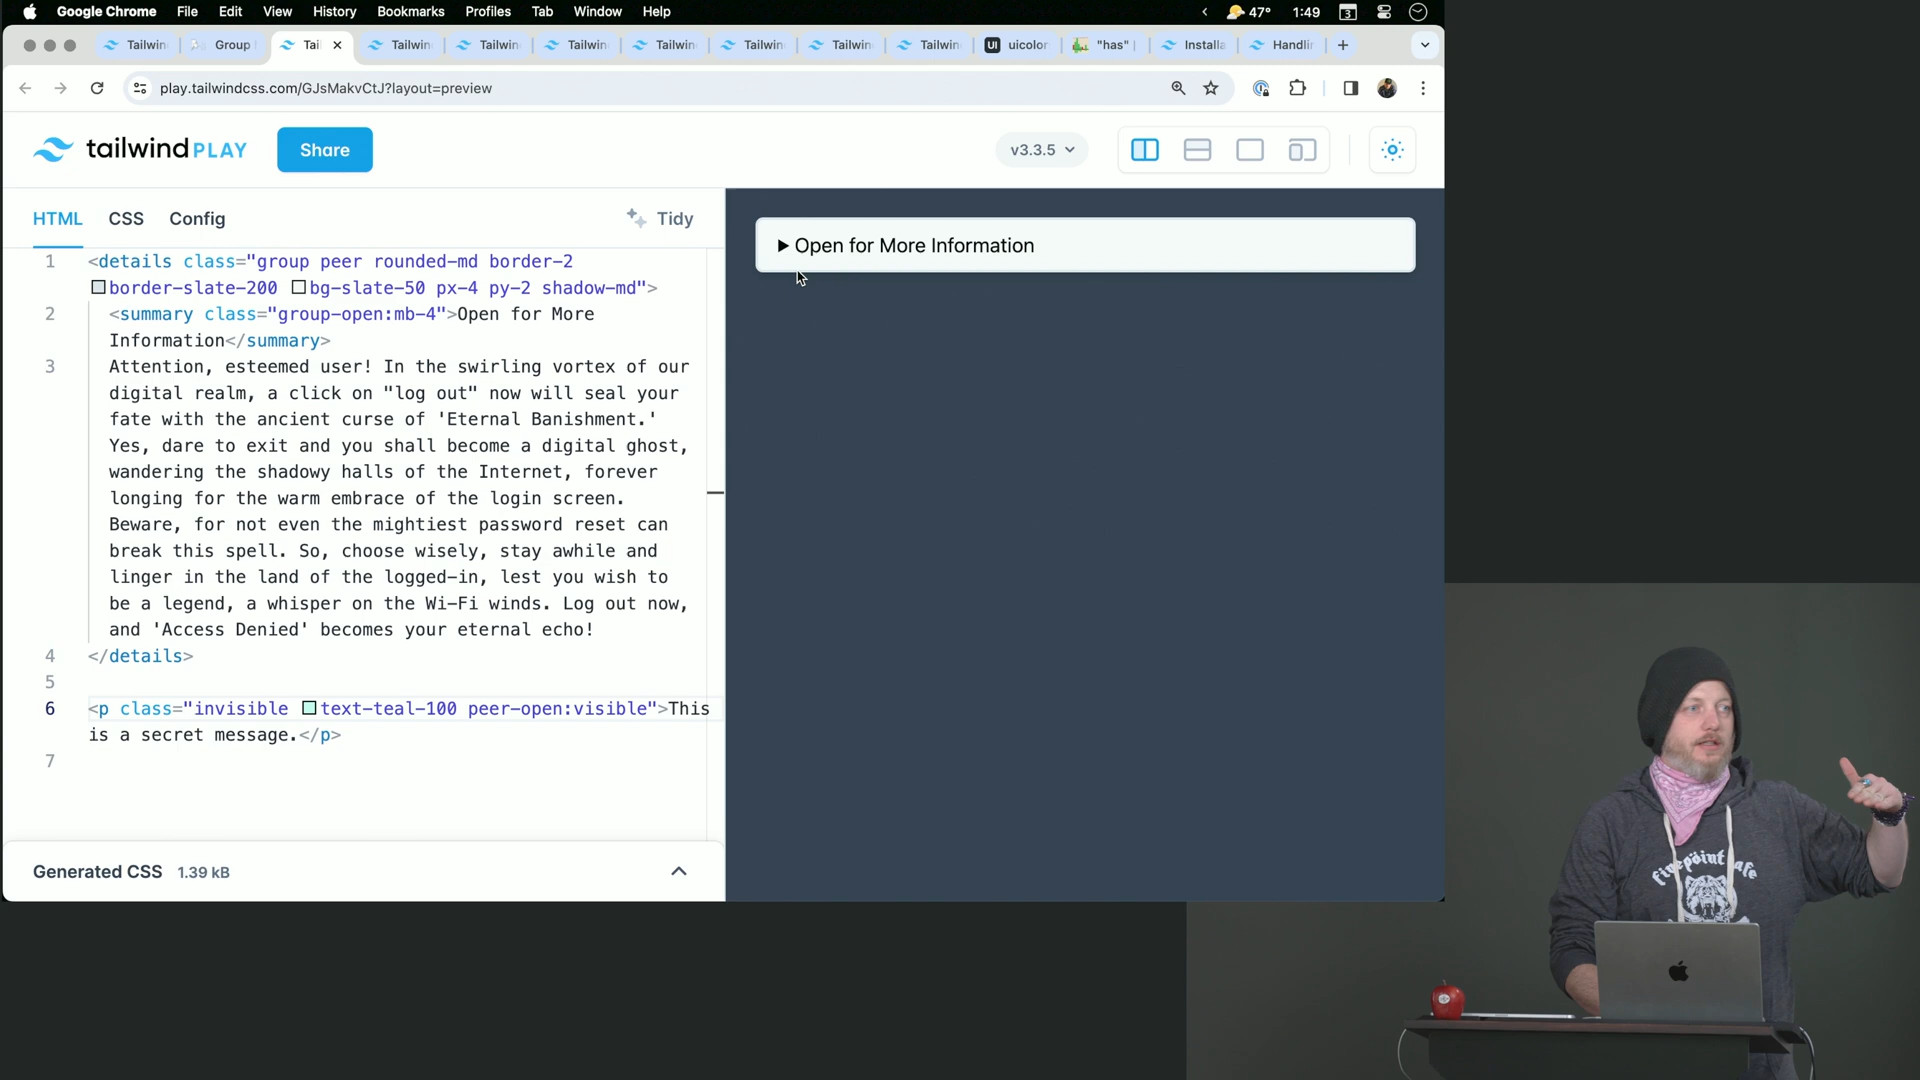 Google Chrome File Edit View History Bookmarks Profiles Tab Window Help 47° 1:49 3
Tailwin Group Tai Tailwin Tailwin Tailwin Tailwin Tailwin Tailwin Tailwin UI uicolor "has" | Installa Handlin
play.tailwindcss.com/GJsMakvCtJ?layout=preview
tailwind PLAY Share v3.3.5
HTML CSS Config Tidy
1 <details class="group peer rounded-md border-2
border-slate-200 bg-slate-50 px-4 py-2 shadow-md">
2 <summary class="group-open:mb-4">Open for More
Information</summary>
3 Attention, esteemed user! In the swirling vortex of our
digital realm, a click on "log out" now will seal your
fate with the ancient curse of 'Eternal Banishment.'
Yes, dare to exit and you shall become a digital ghost,
wandering the shadowy halls of the Internet, forever
longing for the warm embrace of the login screen.
Beware, for not even the mightiest password reset can
break this spell. So, choose wisely, stay awhile and
linger in the land of the logged-in, lest you wish to
be a legend, a whisper on the Wi-Fi winds. Log out now,
and 'Access Denied' becomes your eternal echo!
4 </details>
5
6 <p class="invisible text-teal-100 peer-open:visible">This
is a secret message.</p>
7
Generated CSS 1.39 kB
▶ Open for More Information